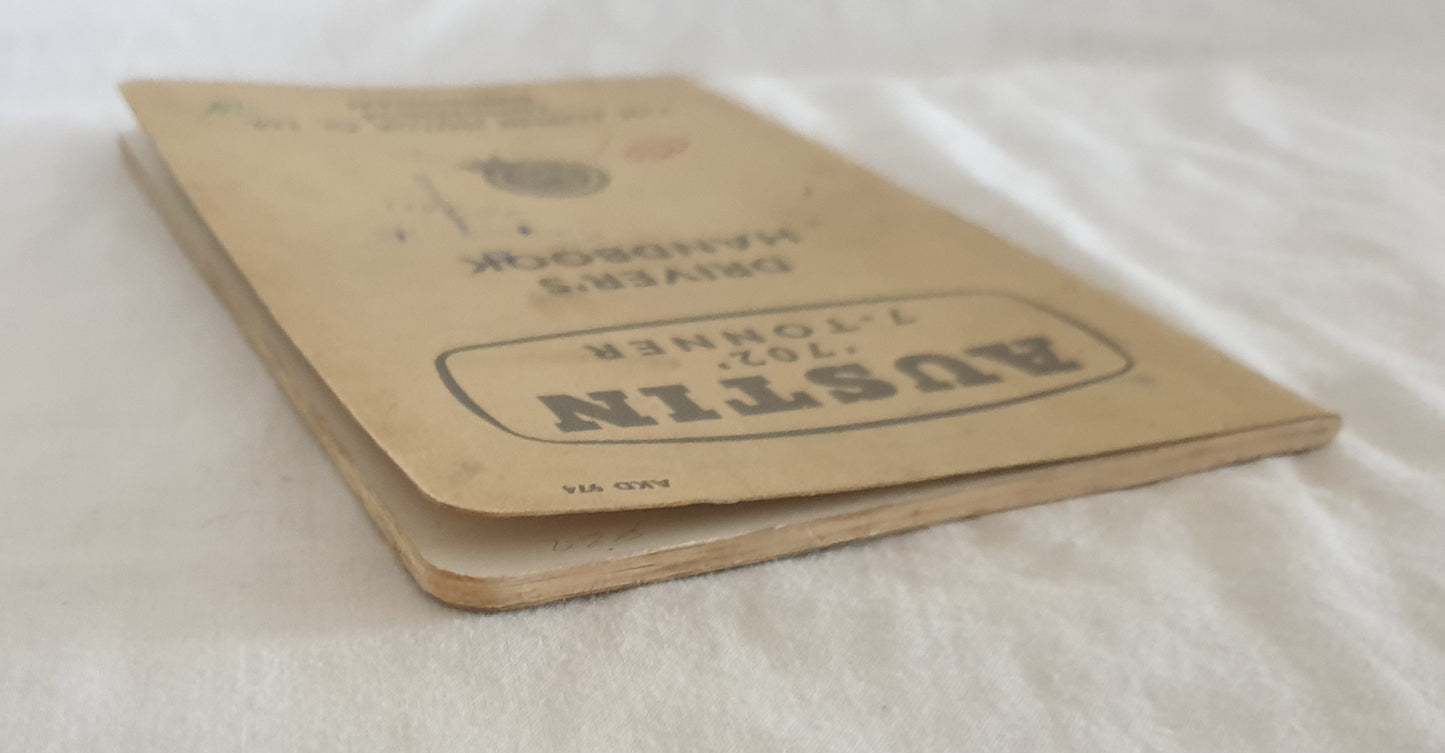 AKD 974
AUSTIN
'702'
7-TONNER
DRIVER'S
HANDBOOK